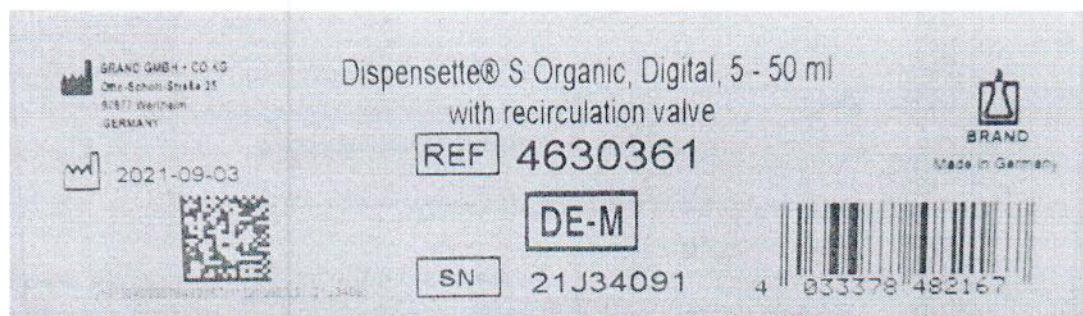 BRAND GMBH + CO KG
Otto-Schott-Straße 25
97877 Wertheim
GERMANY
2021-09-03
Dispensette® S Organic, Digital, 5 - 50 ml
with recirculation valve
REF 4630361
DE-M
SN 21J34091
BRAND
Made in Germany
4 033378 482167